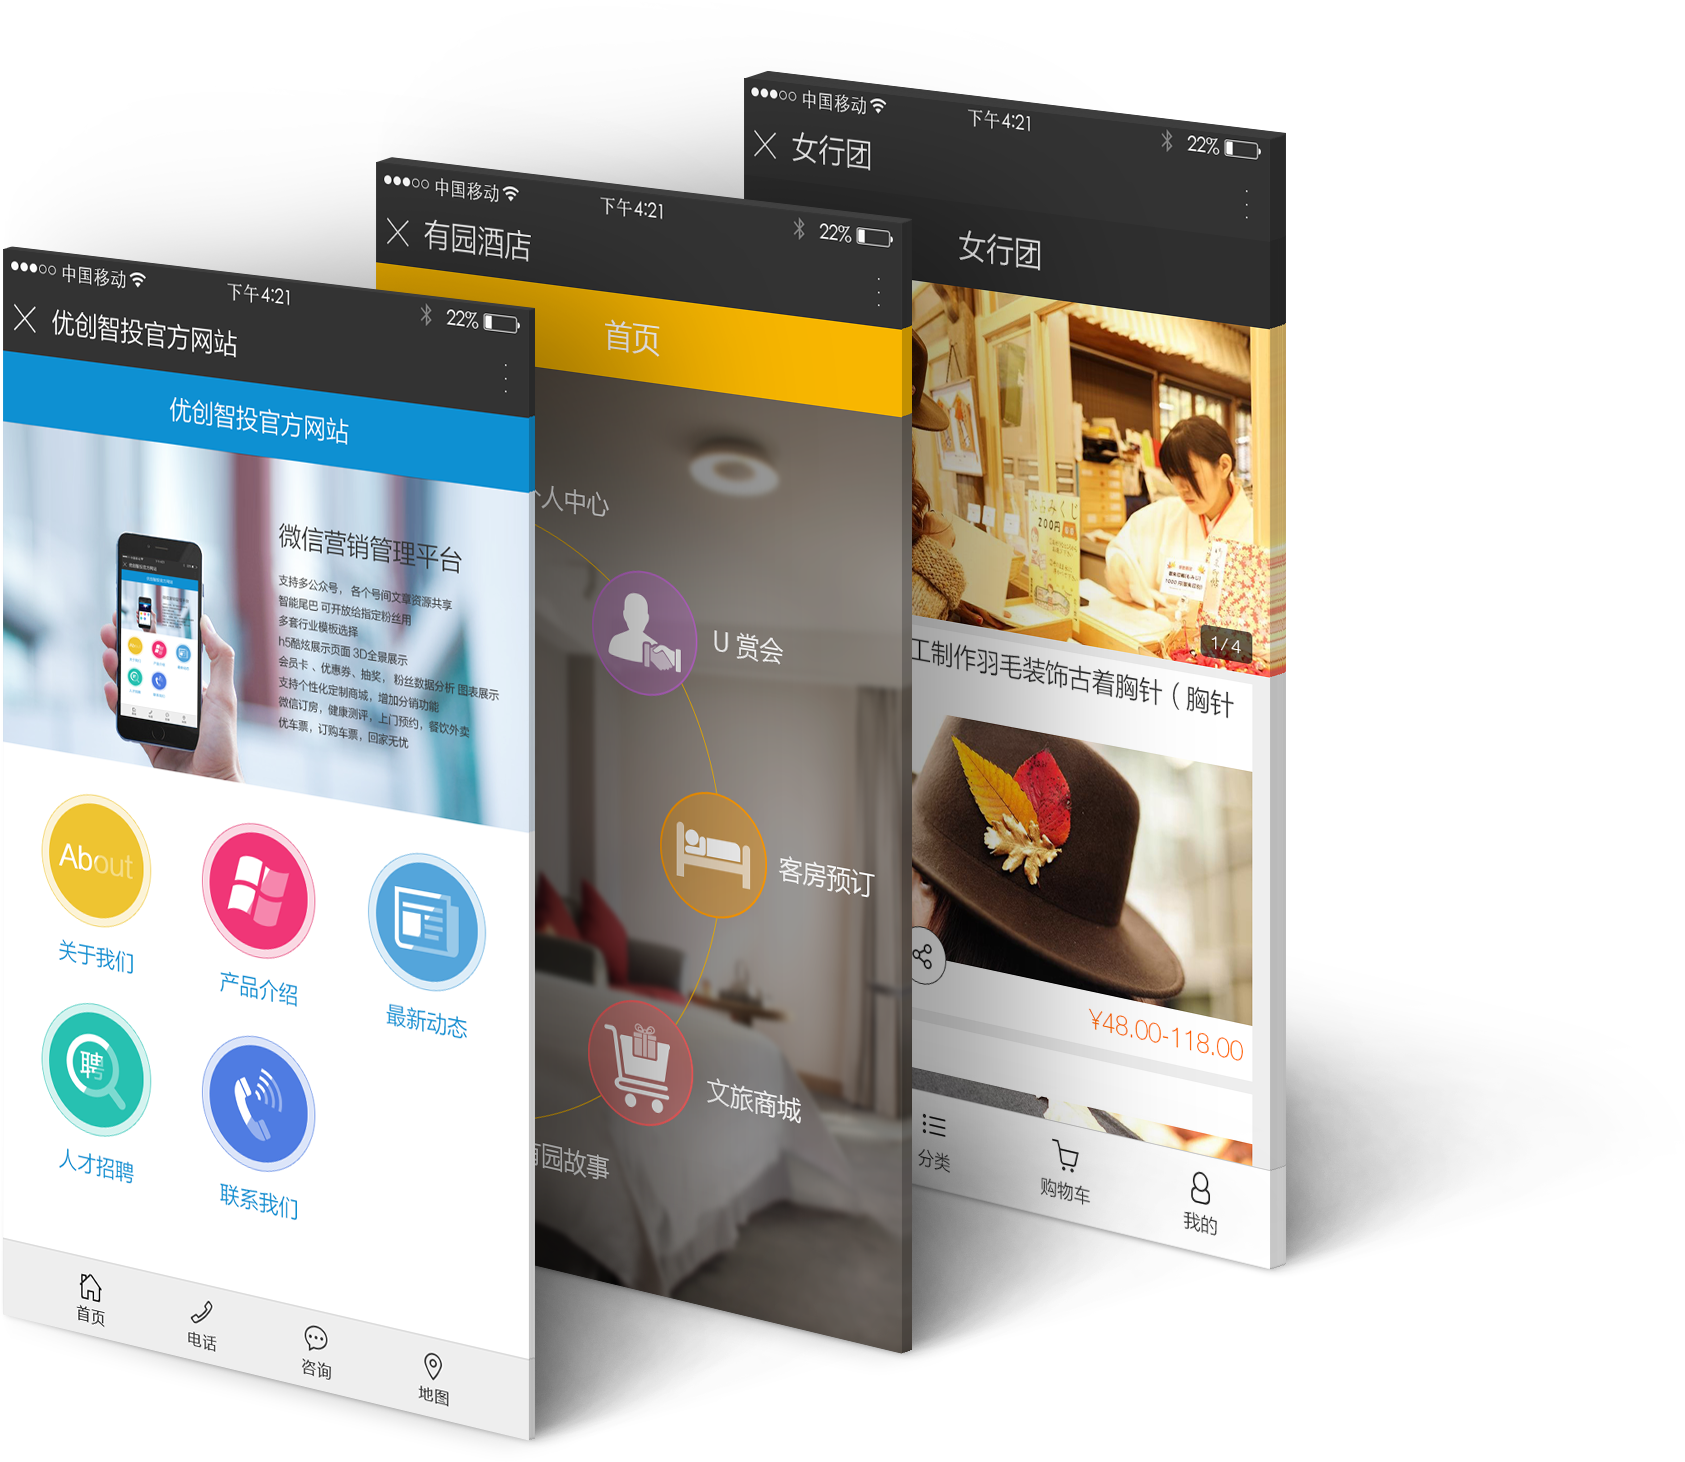 中国移动
下午4:21
22%
优创智投官方网站
优创智投官方网站
微信营销管理平台
支持多公众号， 各个号间文章资源共享
智能尾巴 可开放给指定粉丝用
多套行业模板选择
h5酷炫展示页面 3D全景展示
会员卡 、优惠券、抽奖， 粉丝数据分析 图表展示
支持个性化定制商城，增加分销功能
微信订房，健康测评，上门预约，餐饮外卖
优车票，订购车票，回家无忧
About
关于我们
产品介绍
最新动态
聘
人才招聘
联系我们
首页
电话
咨询
地图
中国移动
下午4:21
22%
有园酒店
首页
个人中心
U 赏会
客房预订
文旅商城
有园故事
中国移动
下午4:21
22%
女行团
女行团
200円
1000円
1/4
工制作羽毛装饰古着胸针（胸针
¥48.00-118.00
分类
购物车
我的